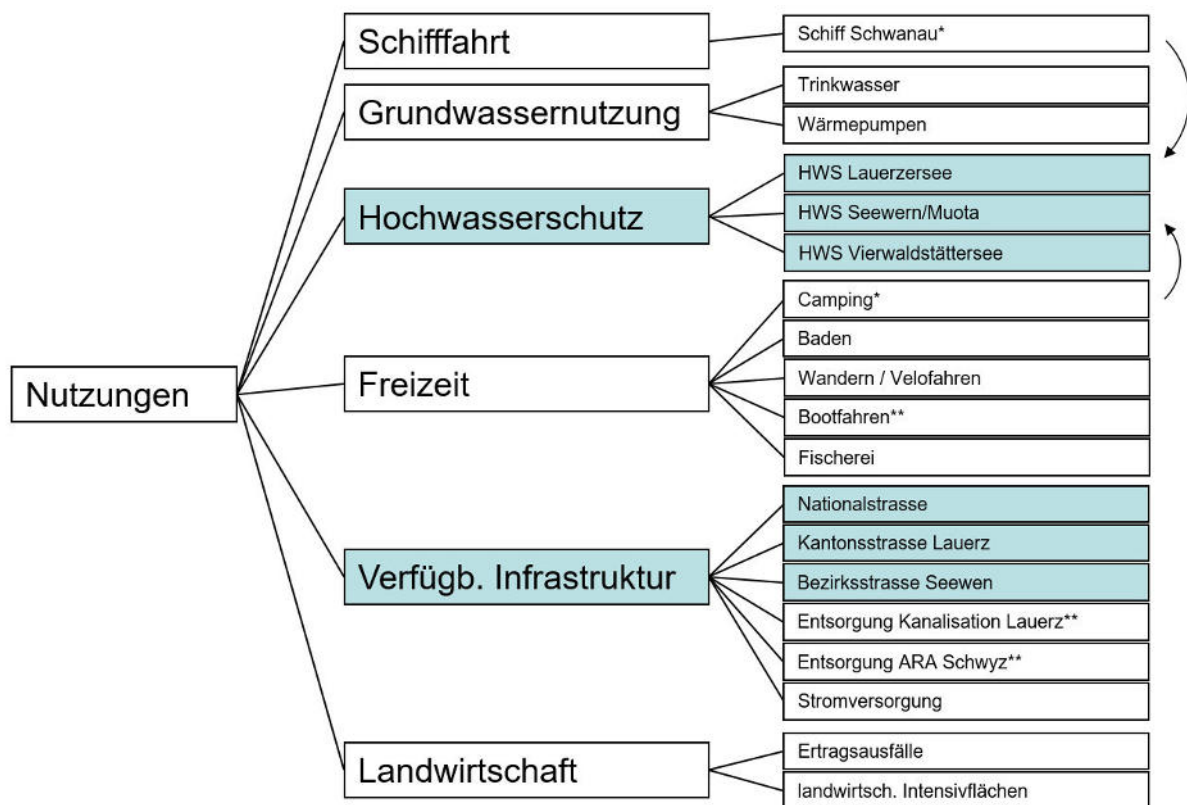 Nutzungen
Schifffahrt
Schiff Schwanau*
Grundwassernutzung
Trinkwasser
Wärmepumpen
Hochwasserschutz
HWS Lauerzersee
HWS Seewern/Muota
HWS Vierwaldstättersee
Freizeit
Camping*
Baden
Wandern / Velofahren
Bootfahren**
Fischerei
Verfügb. Infrastruktur
Nationalstrasse
Kantonsstrasse Lauerz
Bezirksstrasse Seewen
Entsorgung Kanalisation Lauerz**
Entsorgung ARA Schwyz**
Stromversorgung
Landwirtschaft
Ertragsausfälle
landwirtsch. Intensivflächen